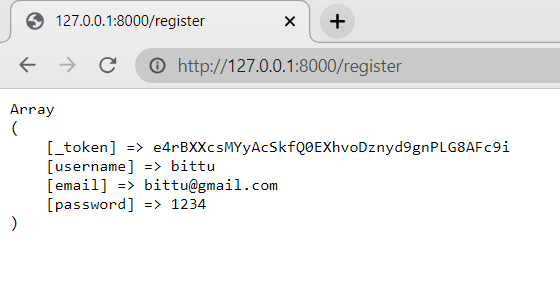 127.0.0.1:8000/register
http://127.0.0.1:8000/register
Array
(
[_token] => e4rBXXcsMYyAcSkfQ0EXhvoDznyd9gnPLG8AFc9i
[username] => bittu
[email] => bittu@gmail.com
[password] => 1234
)